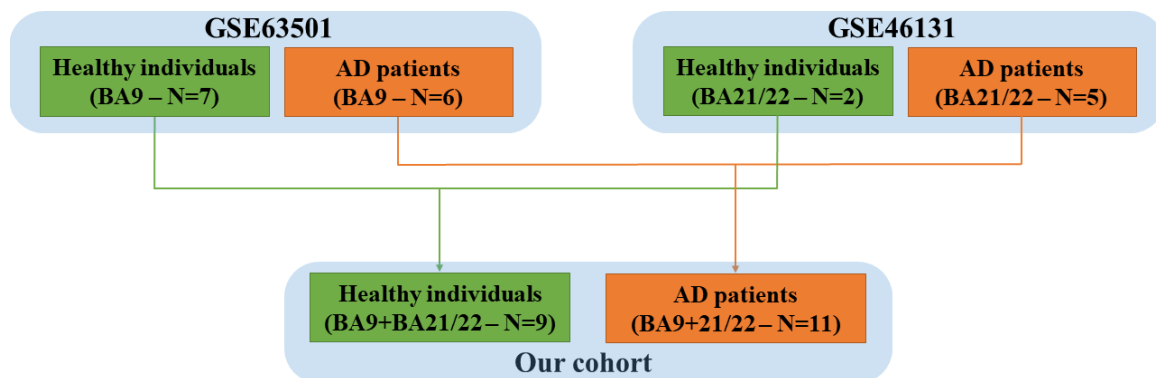 GSE63501
Healthy individuals
(BA9 – N=7)
AD patients
(BA9 – N=6)
GSE46131
Healthy individuals
(BA21/22 – N=2)
AD patients
(BA21/22 – N=5)
Healthy individuals
(BA9+BA21/22 – N=9)
AD patients
(BA9+21/22 – N=11)
Our cohort